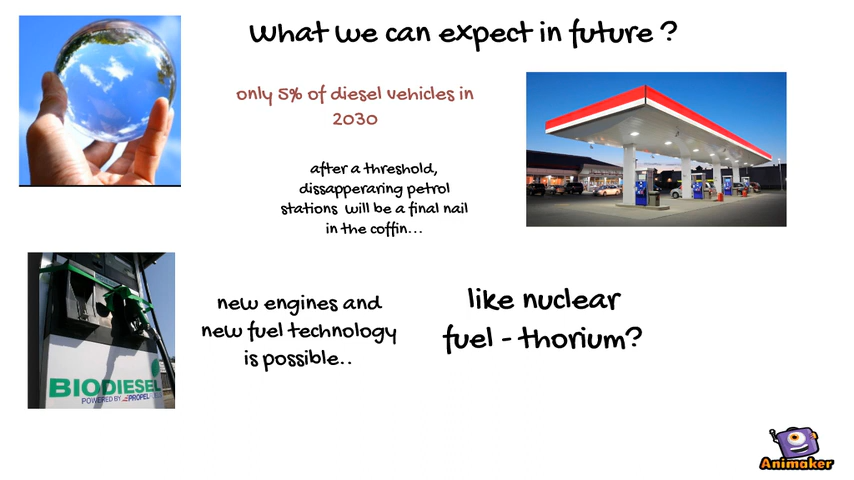 What we can expect in future ?
only 5% of diesel vehicles in
2030
after a threshold,
dissapperaring petrol
stations will be a final nail
in the coffin...
new engines and
new fuel technology
is possible..
like nuclear
fuel - thorium?
BIODIESEL
POWERED BY PROPEL
Animaker